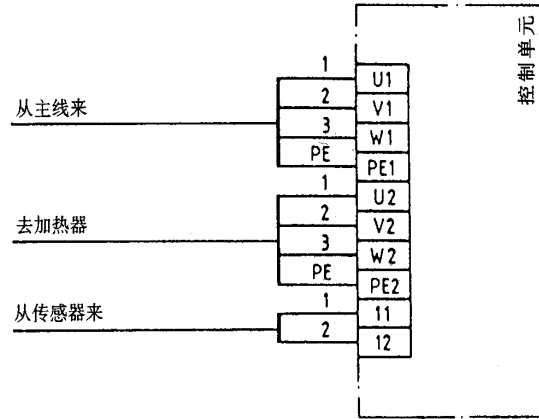 控制单元
从主线来
1 U1
2 V1
3 W1
PE PE1
去加热器
1 U2
2 V2
3 W2
PE PE2
从传感器来
1 11
2 12